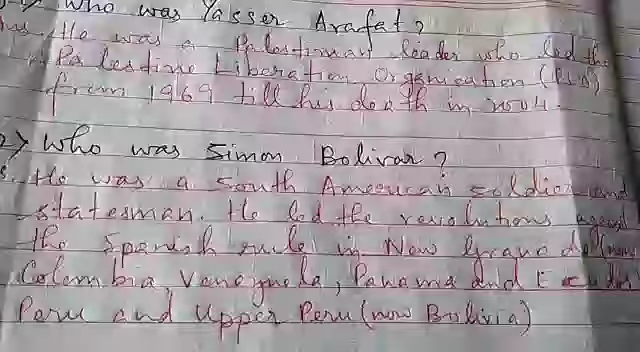 Who was Yasser Arafat?
Ans. He was a Palestinian leader who led the
Palestine Liberation Organisation (PLO)
from 1969 till his death in 2004.
2) Who was Simon Bolivar?
He was a South American soldier and
statesman. He led the revolutions against
the Spanish rule in New Granada (now
Colombia, Venezuela, Panama and Ecuador
Peru and Upper Peru (now Bolivia)